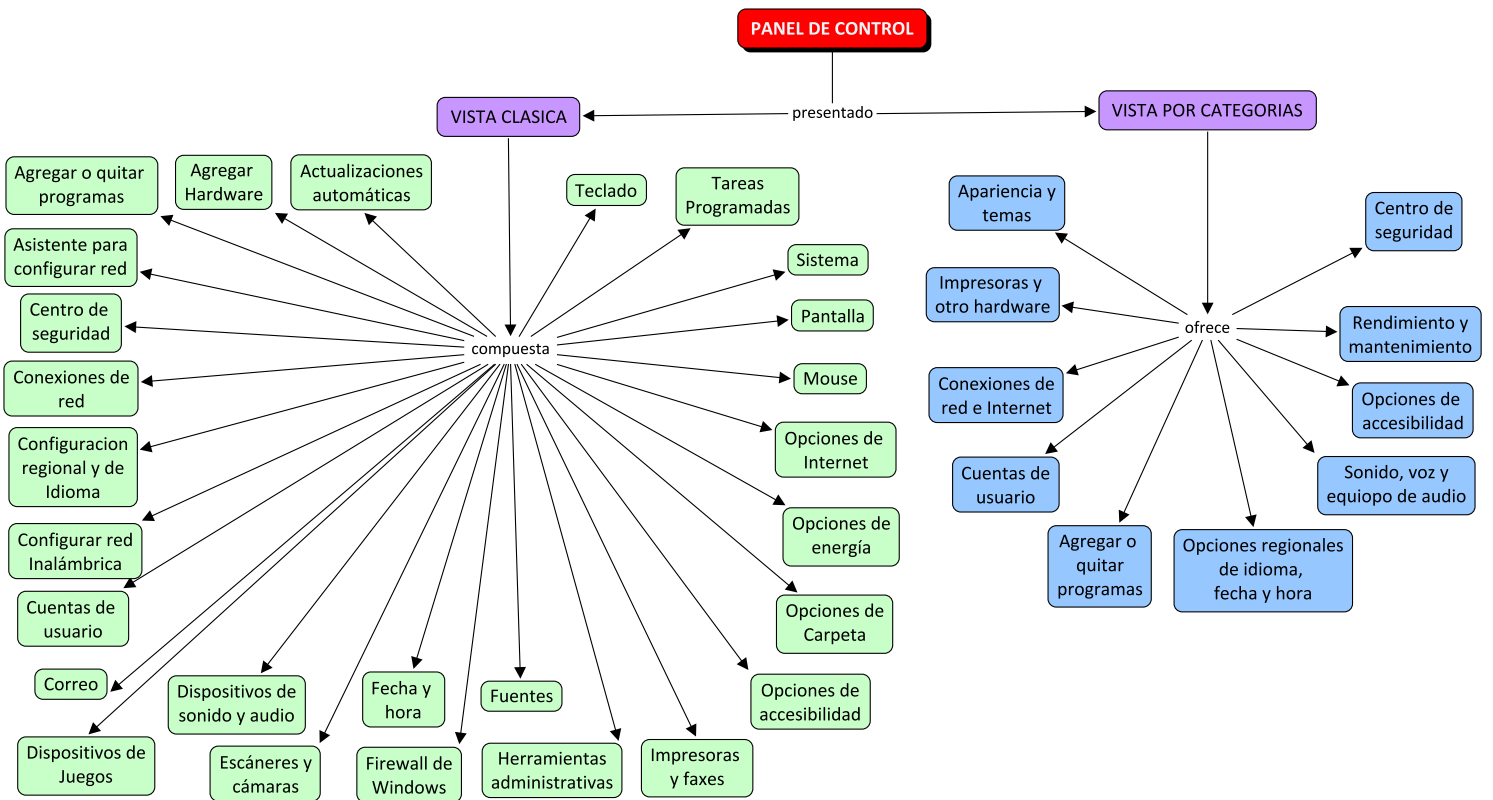 PANEL DE CONTROL
presentado
VISTA CLASICA
VISTA POR CATEGORIAS
Agregar o quitar
programas
Agregar
Hardware
Actualizaciones
automáticas
Teclado
Tareas
Programadas
Asistente para
configurar red
Sistema
Centro de
seguridad
Pantalla
compuesta
Conexiones de
red
Mouse
Configuracion
regional y de
Idioma
Opciones de
Internet
Configurar red
Inalámbrica
Opciones de
energía
Cuentas de
usuario
Opciones de
Carpeta
Correo
Dispositivos de
sonido y audio
Fecha y
hora
Fuentes
Opciones de
accesibilidad
Dispositivos de
Juegos
Escáneres y
cámaras
Firewall de
Windows
Herramientas
administrativas
Impresoras
y faxes
Apariencia y
temas
Centro de
seguridad
Impresoras y
otro hardware
ofrece
Rendimiento y
mantenimiento
Conexiones de
red e Internet
Opciones de
accesibilidad
Cuentas de
usuario
Sonido, voz y
equiopo de audio
Agregar o
quitar
programas
Opciones regionales
de idioma,
fecha y hora